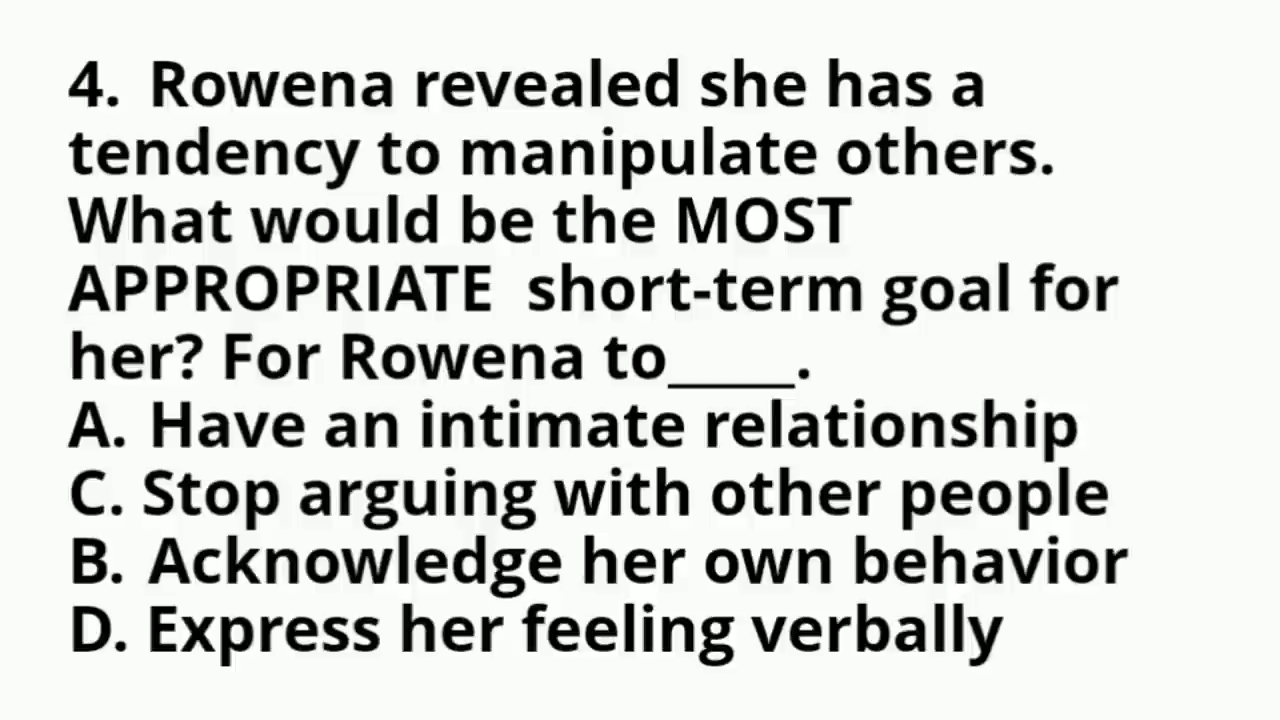 4. Rowena revealed she has a
tendency to manipulate others.
What would be the MOST
APPROPRIATE short-term goal for
her? For Rowena to_____.
A. Have an intimate relationship
C. Stop arguing with other people
B. Acknowledge her own behavior
D. Express her feeling verbally